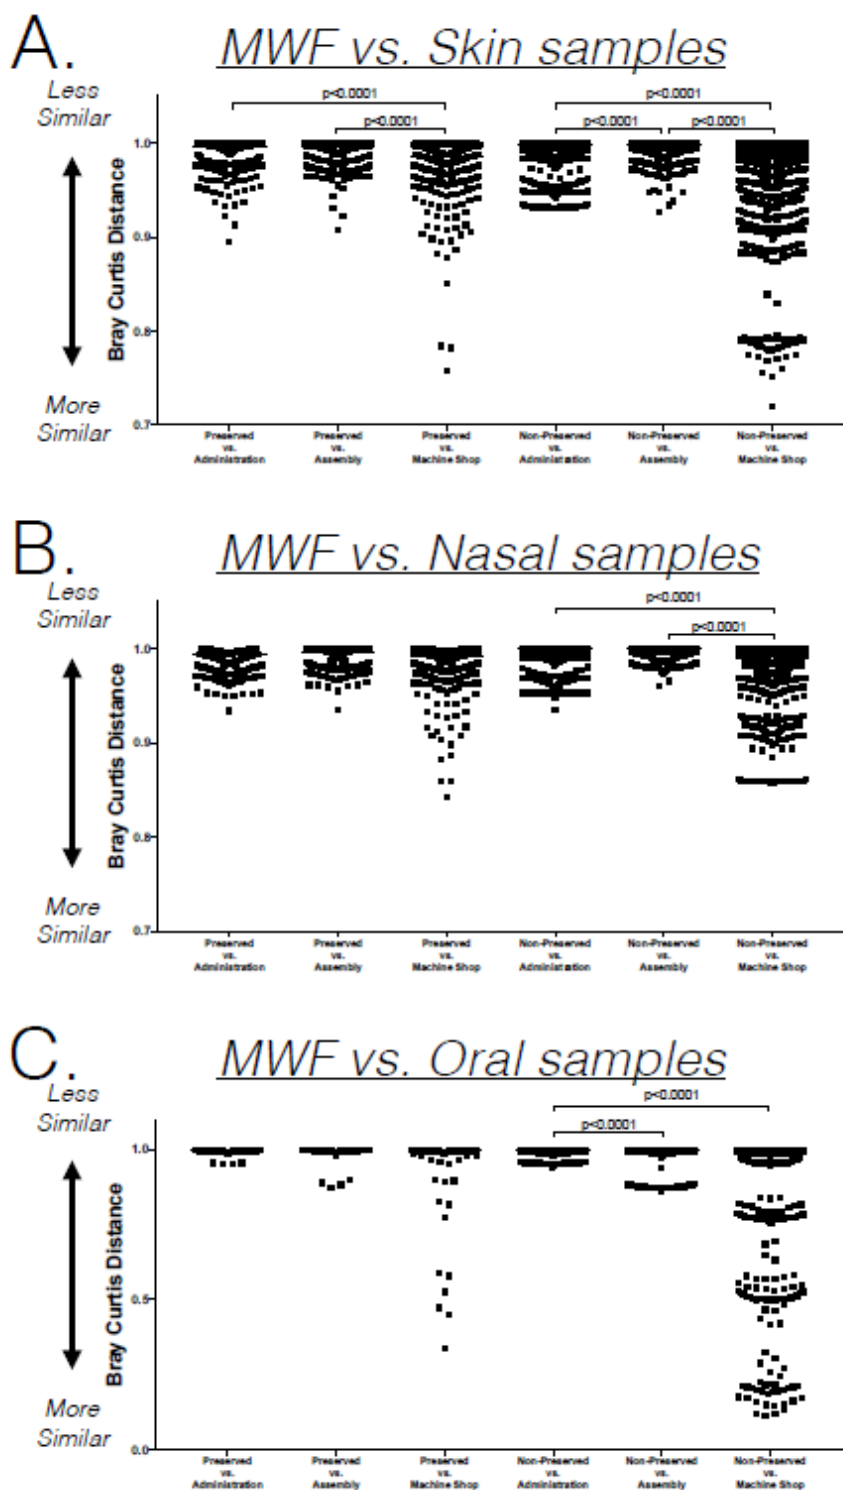 A.
MWF vs. Skin samples
Less
Similar
p<0.0001
p<0.0001
p<0.0001
p<0.0001
p<0.0001
1.0
0.9
0.8
0.7
Bray Curtis Distance
More
Similar
Preserved
vs.
Administration
Preserved
vs.
Assembly
Preserved
vs.
Machine Shop
Non-Preserved
vs.
Administration
Non-Preserved
vs.
Assembly
Non-Preserved
vs.
Machine Shop
B.
MWF vs. Nasal samples
Less
Similar
p<0.0001
p<0.0001
1.0
0.9
0.8
0.7
Bray Curtis Distance
More
Similar
Preserved
vs.
Administration
Preserved
vs.
Assembly
Preserved
vs.
Machine Shop
Non-Preserved
vs.
Administration
Non-Preserved
vs.
Assembly
Non-Preserved
vs.
Machine Shop
C.
MWF vs. Oral samples
Less
Similar
p<0.0001
p<0.0001
1.0
0.5
0.0
Bray Curtis Distance
More
Similar
Preserved
vs.
Administration
Preserved
vs.
Assembly
Preserved
vs.
Machine Shop
Non-Preserved
vs.
Administration
Non-Preserved
vs.
Assembly
Non-Preserved
vs.
Machine Shop